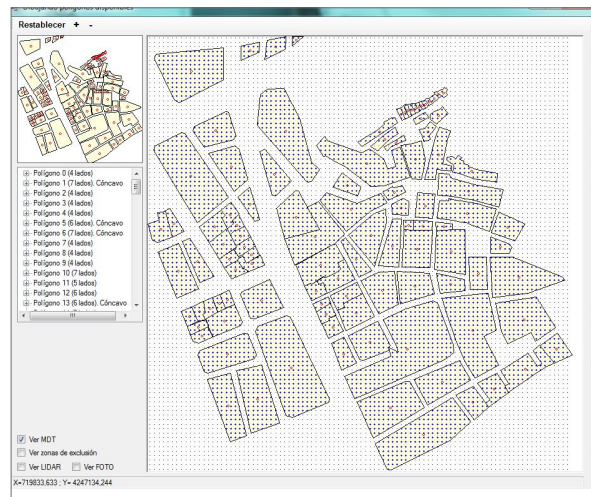 Dibujando polígonos disponibles
Restablecer + -
Polígono 0 (4 lados)
Polígono 1 (7 lados). Cóncavo
Polígono 2 (4 lados)
Polígono 3 (4 lados)
Polígono 4 (4 lados)
Polígono 5 (6 lados). Cóncavo
Polígono 6 (7 lados). Cóncavo
Polígono 7 (4 lados)
Polígono 8 (4 lados)
Polígono 9 (4 lados)
Polígono 10 (7 lados)
Polígono 11 (5 lados)
Polígono 12 (6 lados)
Polígono 13 (6 lados). Cóncavo
Ver MDT
Ver zonas de exclusión
Ver LIDAR Ver FOTO
X=719833,633 ; Y= 4247134,244